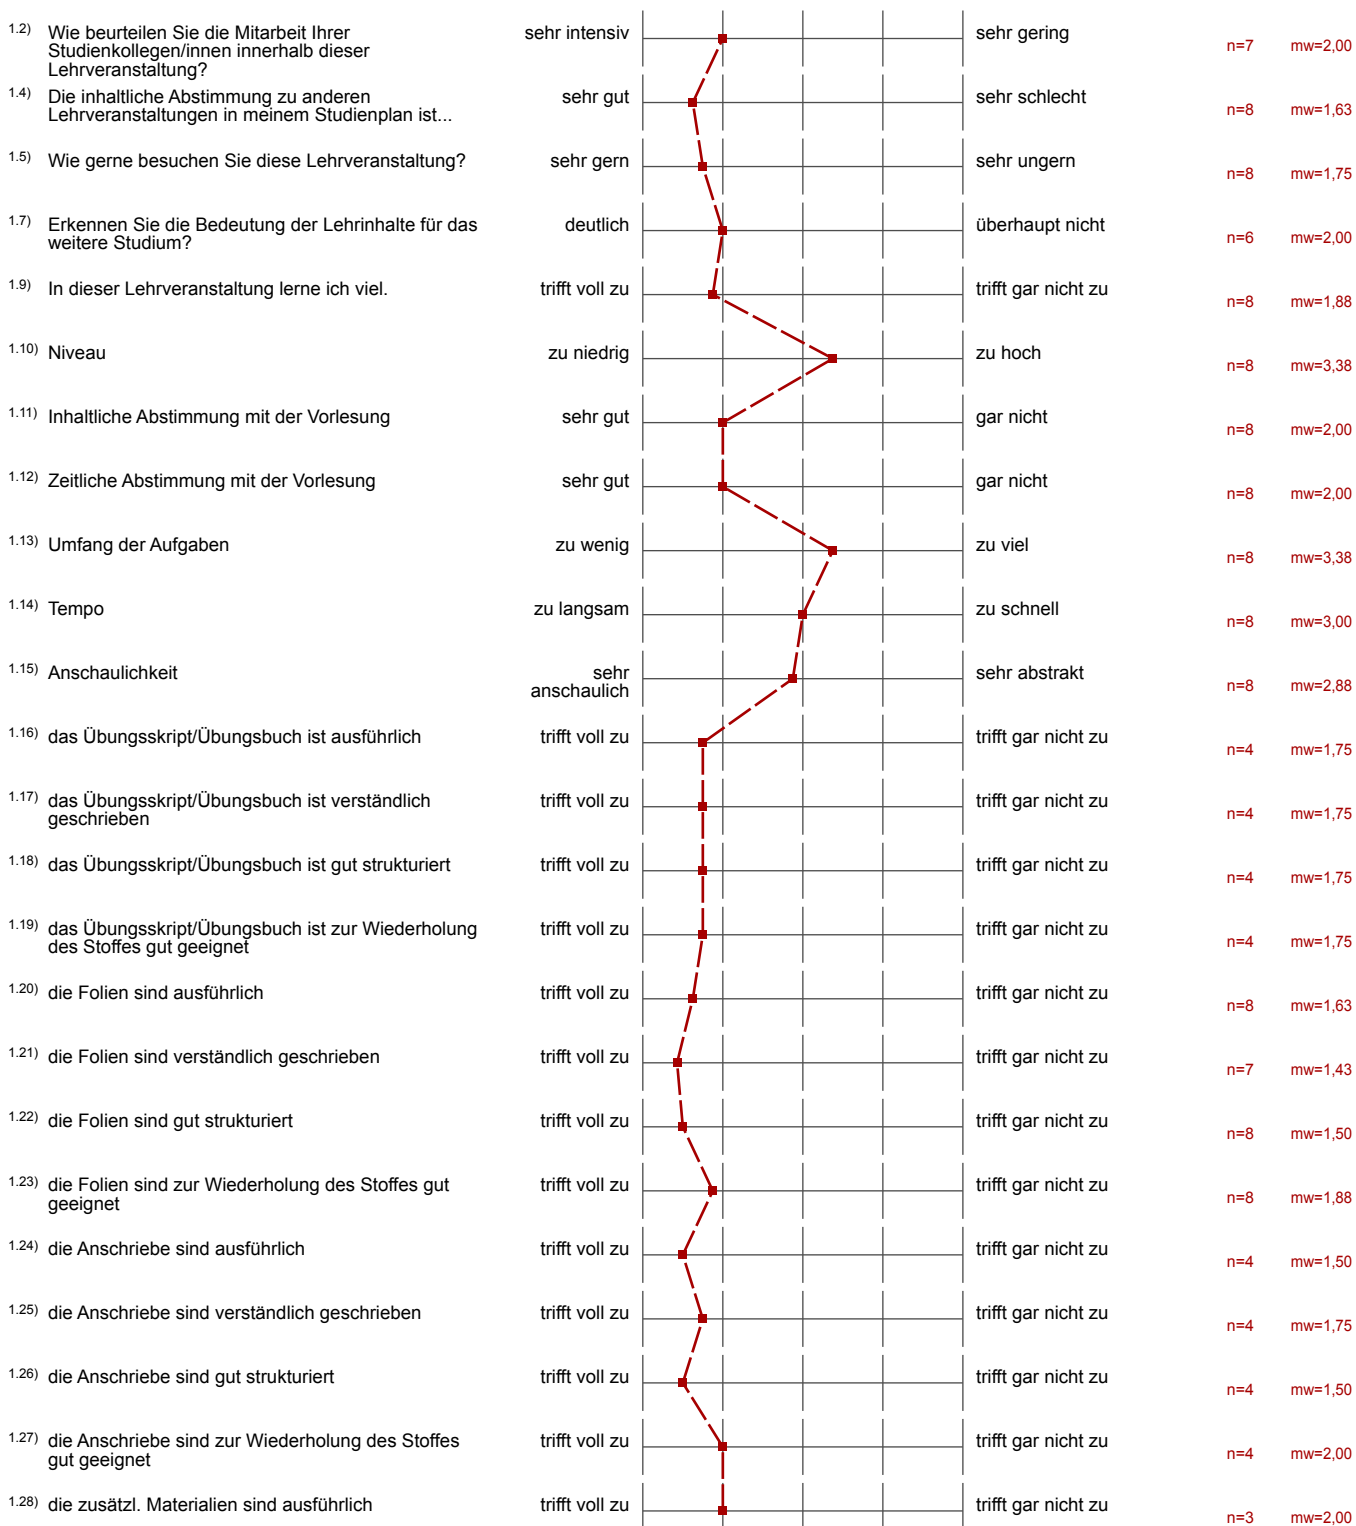 1.2) Wie beurteilen Sie die Mitarbeit Ihrer sehr intensiv sehr gering n=7 mw=2,00
Studienkollegen/innen innerhalb dieser
Lehrveranstaltung?
1.4) Die inhaltliche Abstimmung zu anderen sehr gut sehr schlecht n=8 mw=1,63
Lehrveranstaltungen in meinem Studienplan ist...
1.5) Wie gerne besuchen Sie diese Lehrveranstaltung? sehr gern sehr ungern n=8 mw=1,75
1.7) Erkennen Sie die Bedeutung der Lehrinhalte für das deutlich überhaupt nicht n=6 mw=2,00
weitere Studium?
1.9) In dieser Lehrveranstaltung lerne ich viel. trifft voll zu trifft gar nicht zu n=8 mw=1,88
1.10) Niveau zu niedrig zu hoch n=8 mw=3,38
1.11) Inhaltliche Abstimmung mit der Vorlesung sehr gut gar nicht n=8 mw=2,00
1.12) Zeitliche Abstimmung mit der Vorlesung sehr gut gar nicht n=8 mw=2,00
1.13) Umfang der Aufgaben zu wenig zu viel n=8 mw=3,38
1.14) Tempo zu langsam zu schnell n=8 mw=3,00
1.15) Anschaulichkeit sehr sehr abstrakt n=8 mw=2,88
anschaulich
1.16) das Übungsskript/Übungsbuch ist ausführlich trifft voll zu trifft gar nicht zu n=4 mw=1,75
1.17) das Übungsskript/Übungsbuch ist verständlich trifft voll zu trifft gar nicht zu n=4 mw=1,75
geschrieben
1.18) das Übungsskript/Übungsbuch ist gut strukturiert trifft voll zu trifft gar nicht zu n=4 mw=1,75
1.19) das Übungsskript/Übungsbuch ist zur Wiederholung trifft voll zu trifft gar nicht zu n=4 mw=1,75
des Stoffes gut geeignet
1.20) die Folien sind ausführlich trifft voll zu trifft gar nicht zu n=8 mw=1,63
1.21) die Folien sind verständlich geschrieben trifft voll zu trifft gar nicht zu n=7 mw=1,43
1.22) die Folien sind gut strukturiert trifft voll zu trifft gar nicht zu n=8 mw=1,50
1.23) die Folien sind zur Wiederholung des Stoffes gut trifft voll zu trifft gar nicht zu n=8 mw=1,88
geeignet
1.24) die Anschriebe sind ausführlich trifft voll zu trifft gar nicht zu n=4 mw=1,50
1.25) die Anschriebe sind verständlich geschrieben trifft voll zu trifft gar nicht zu n=4 mw=1,75
1.26) die Anschriebe sind gut strukturiert trifft voll zu trifft gar nicht zu n=4 mw=1,50
1.27) die Anschriebe sind zur Wiederholung des Stoffes trifft voll zu trifft gar nicht zu n=4 mw=2,00
gut geeignet
1.28) die zusätzl. Materialien sind ausführlich trifft voll zu trifft gar nicht zu n=3 mw=2,00